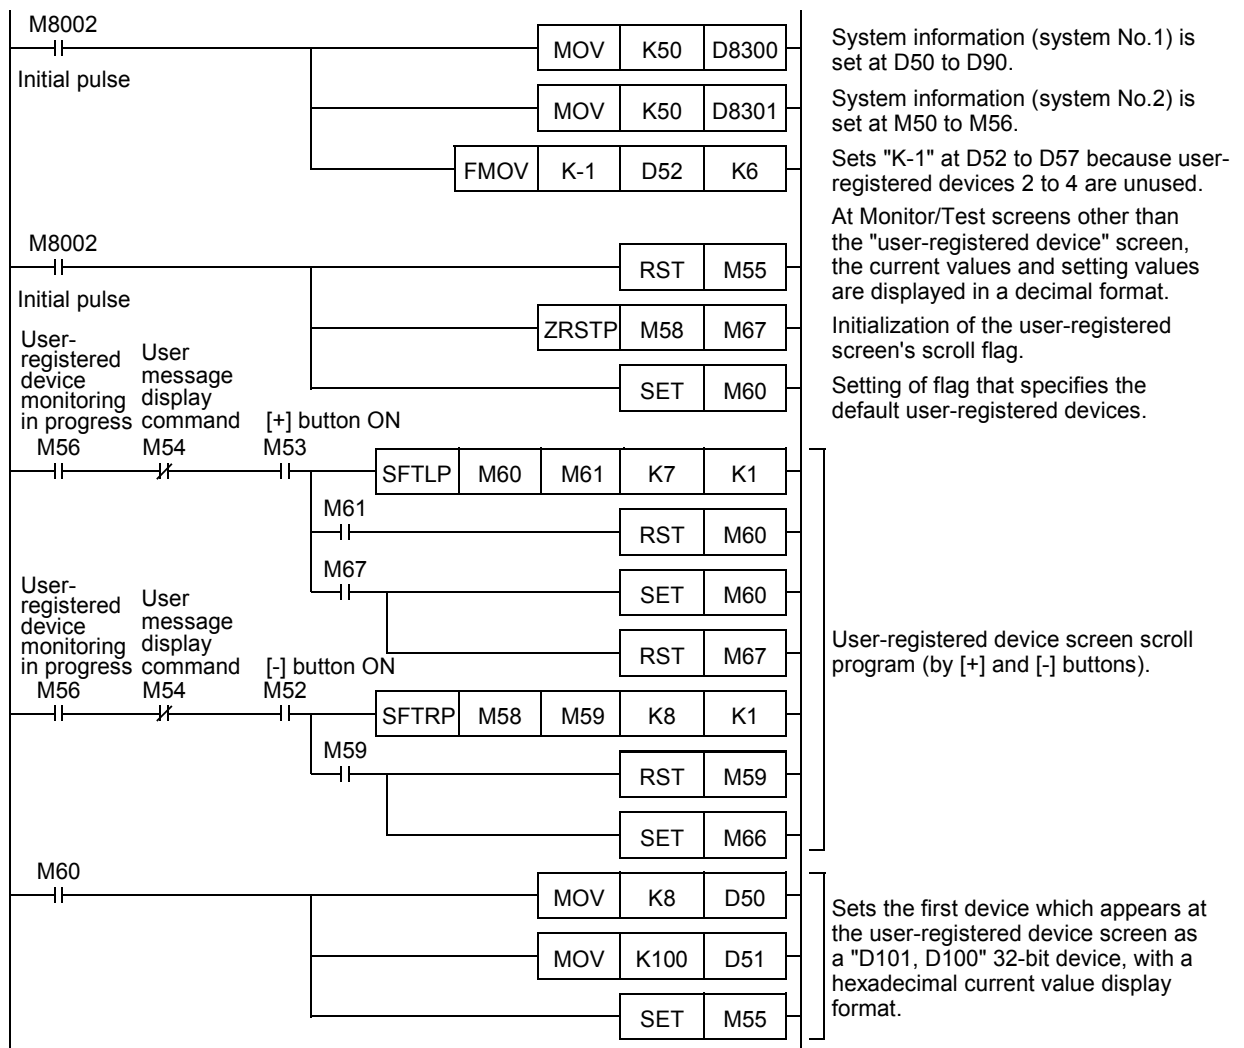 M8002
MOV K50 D8300
System information (system No.1) is
set at D50 to D90.
Initial pulse
MOV K50 D8301
System information (system No.2) is
set at M50 to M56.
FMOV K-1 D52 K6
Sets "K-1" at D52 to D57 because user-
registered devices 2 to 4 are unused.
M8002
RST M55
At Monitor/Test screens other than
the "user-registered device" screen,
the current values and setting values
are displayed in a decimal format.
Initial pulse
ZRSTP M58 M67
Initialization of the user-registered
screen's scroll flag.
SET M60
Setting of flag that specifies the
default user-registered devices.
User-
registered
device
monitoring
in progress
User
message
display
command
[+] button ON
M56 M54 M53
SFTLP M60 M61 K7 K1
M61
RST M60
M67
SET M60
RST M67
User-registered device screen scroll
program (by [+] and [-] buttons).
User-
registered
device
monitoring
in progress
User
message
display
command
[-] button ON
M56 M54 M52
SFTRP M58 M59 K8 K1
M59
RST M59
SET M66
M60
MOV K8 D50
MOV K100 D51
SET M55
Sets the first device which appears at
the user-registered device screen as
a "D101, D100" 32-bit device, with a
hexadecimal current value display
format.